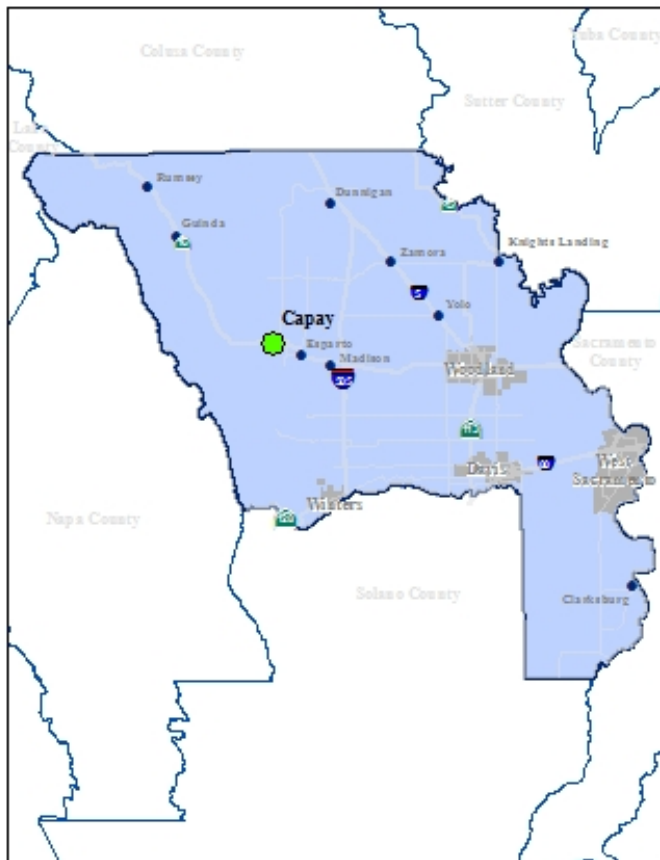 Colusa County
Yuba County
Sutter County
Lake
County
Rumsey
Dunnigan
Guinda
Knights Landing
Zamora
5
Yolo
Capay
Esparto
Madison
Sacramento
County
Woodland
505
113
Davis
80
West
Sacramento
Winters
Napa County
Solano County
Clarksburg